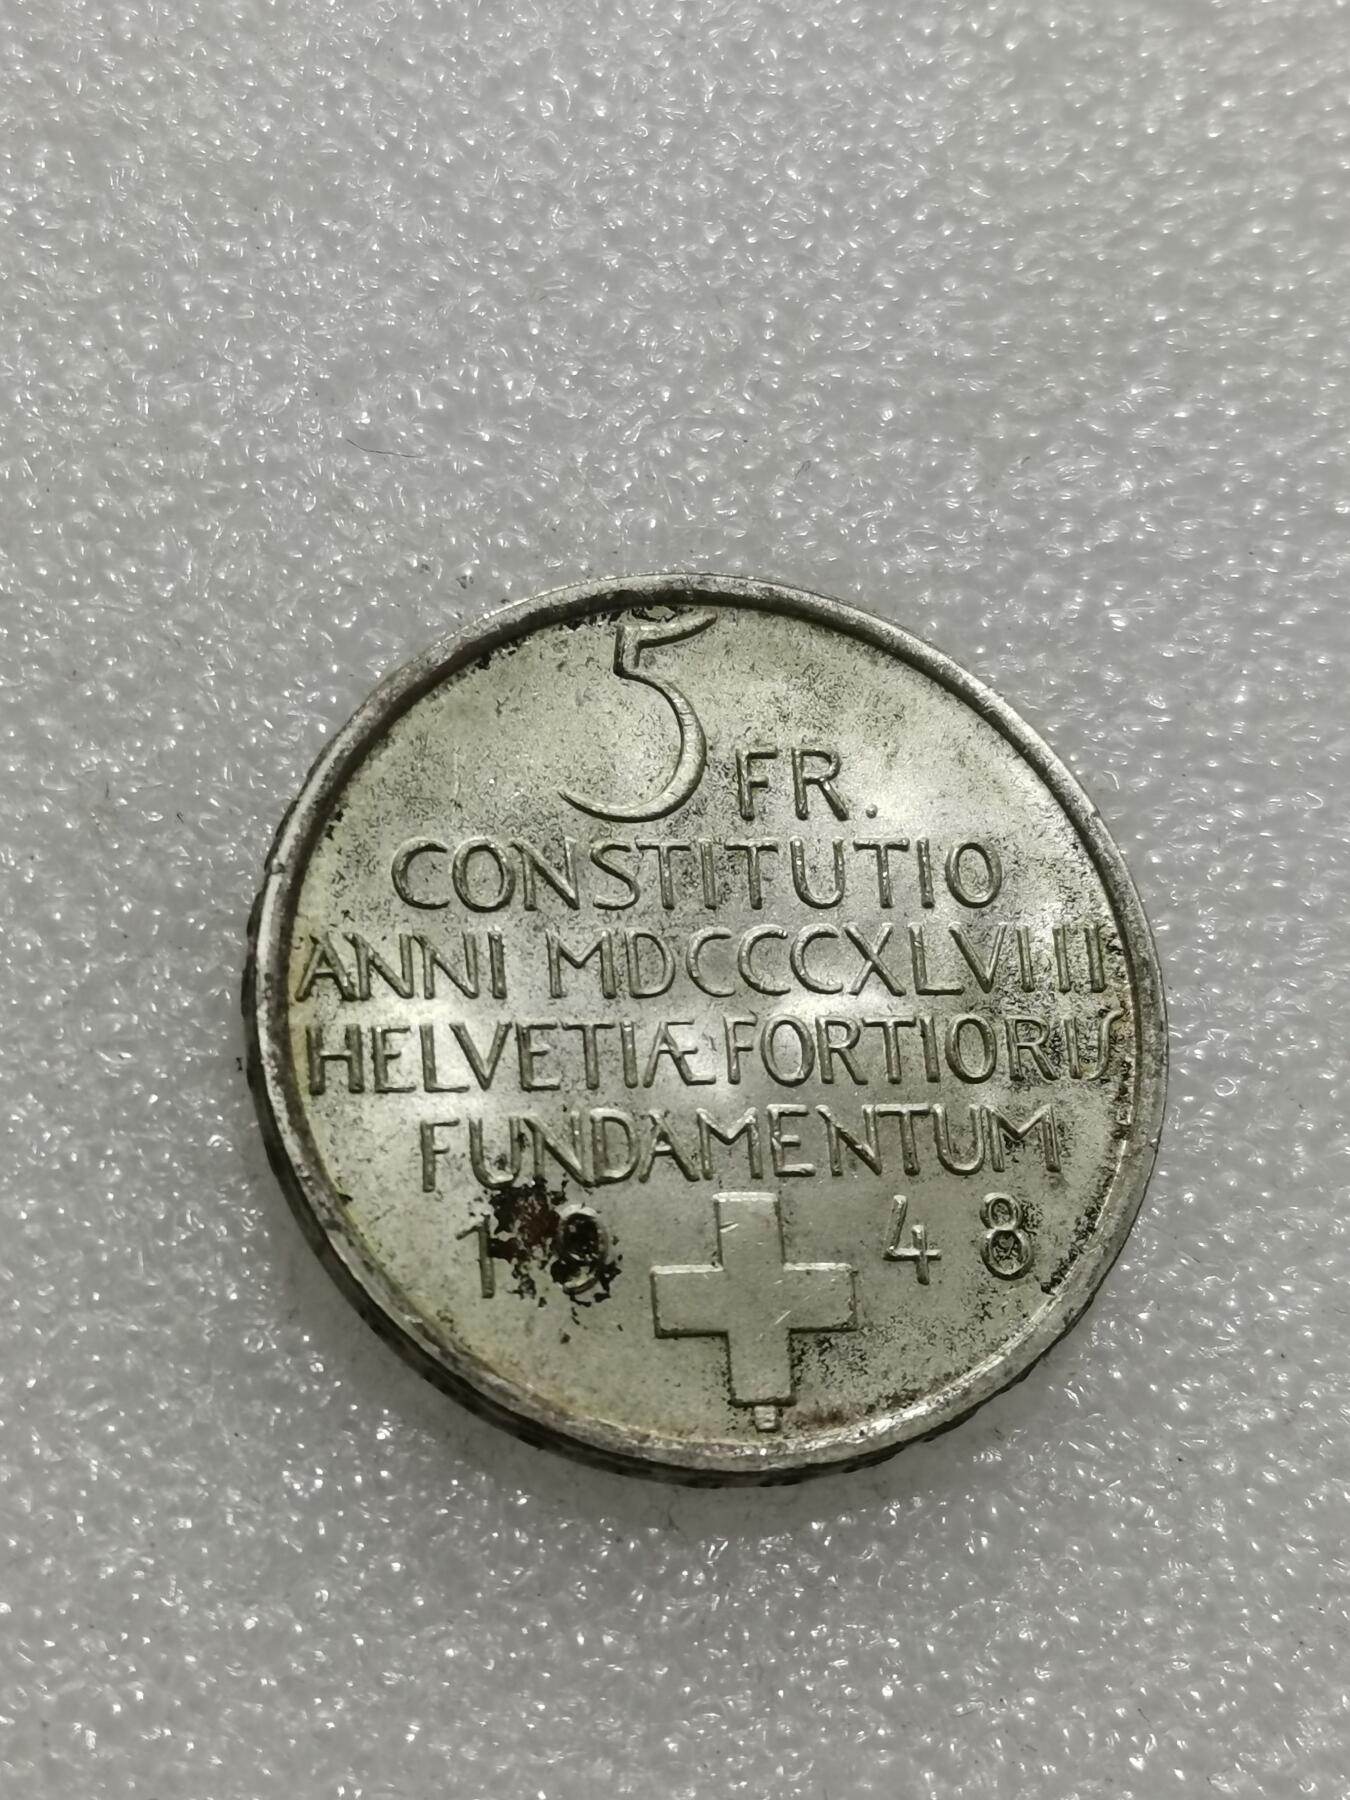 5 FR.
CONSTITUTIO
ANNI MDCCCXLVIII
HELVETIÆ FORTIORIS
FUNDAMENTUM
1948
B